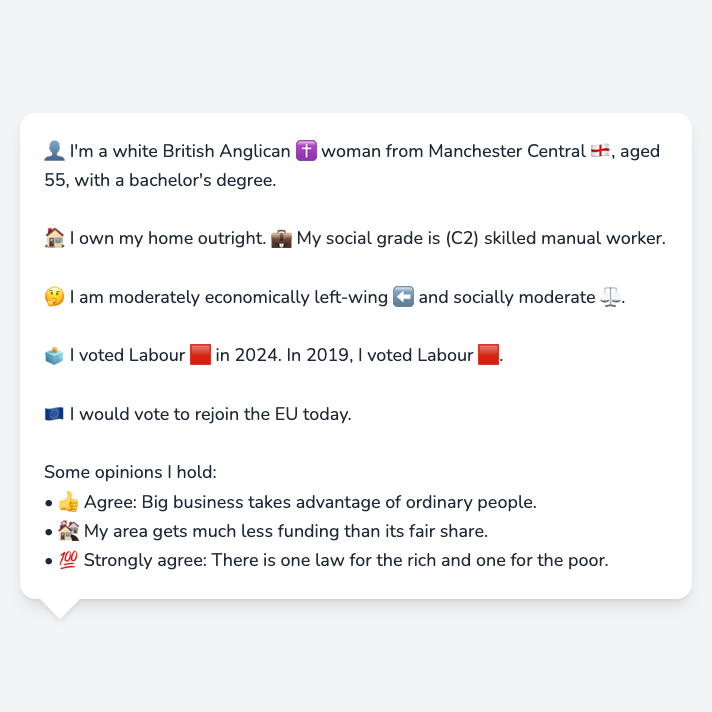 👤 I'm a white British Anglican ✝️ woman from Manchester Central 🏴󠁧󠁢󠁥󠁮󠁧󠁿, aged
55, with a bachelor's degree.
🏠 I own my home outright. 💼 My social grade is (C2) skilled manual worker.
🤔 I am moderately economically left-wing ⬅️ and socially moderate ⚖️.
🗳️ I voted Labour 🟥 in 2024. In 2019, I voted Labour 🟥.
🇪🇺 I would vote to rejoin the EU today.
Some opinions I hold:
• 👍 Agree: Big business takes advantage of ordinary people.
• 🏚️ My area gets much less funding than its fair share.
• 💯 Strongly agree: There is one law for the rich and one for the poor.